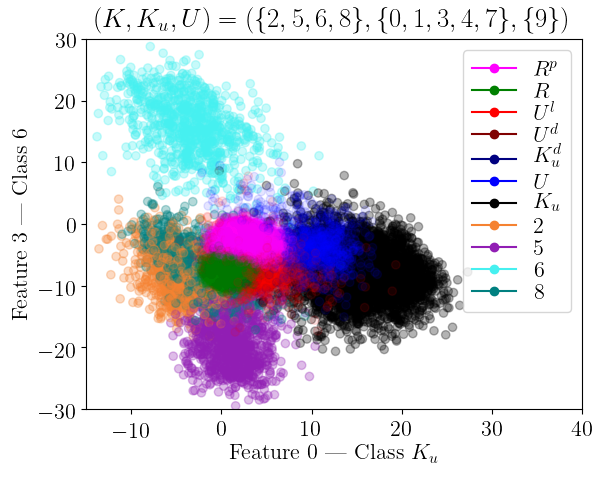 (K, K_u, U) = ({2, 5, 6, 8}, {0, 1, 3, 4, 7}, {9})
30
20
10
0
−10
−20
−30
Feature 3 — Class 6
R^p
R
U^l
U^d
K_u^d
U
K_u
2
5
6
8
−10
0
10
20
30
40
Feature 0 — Class K_u